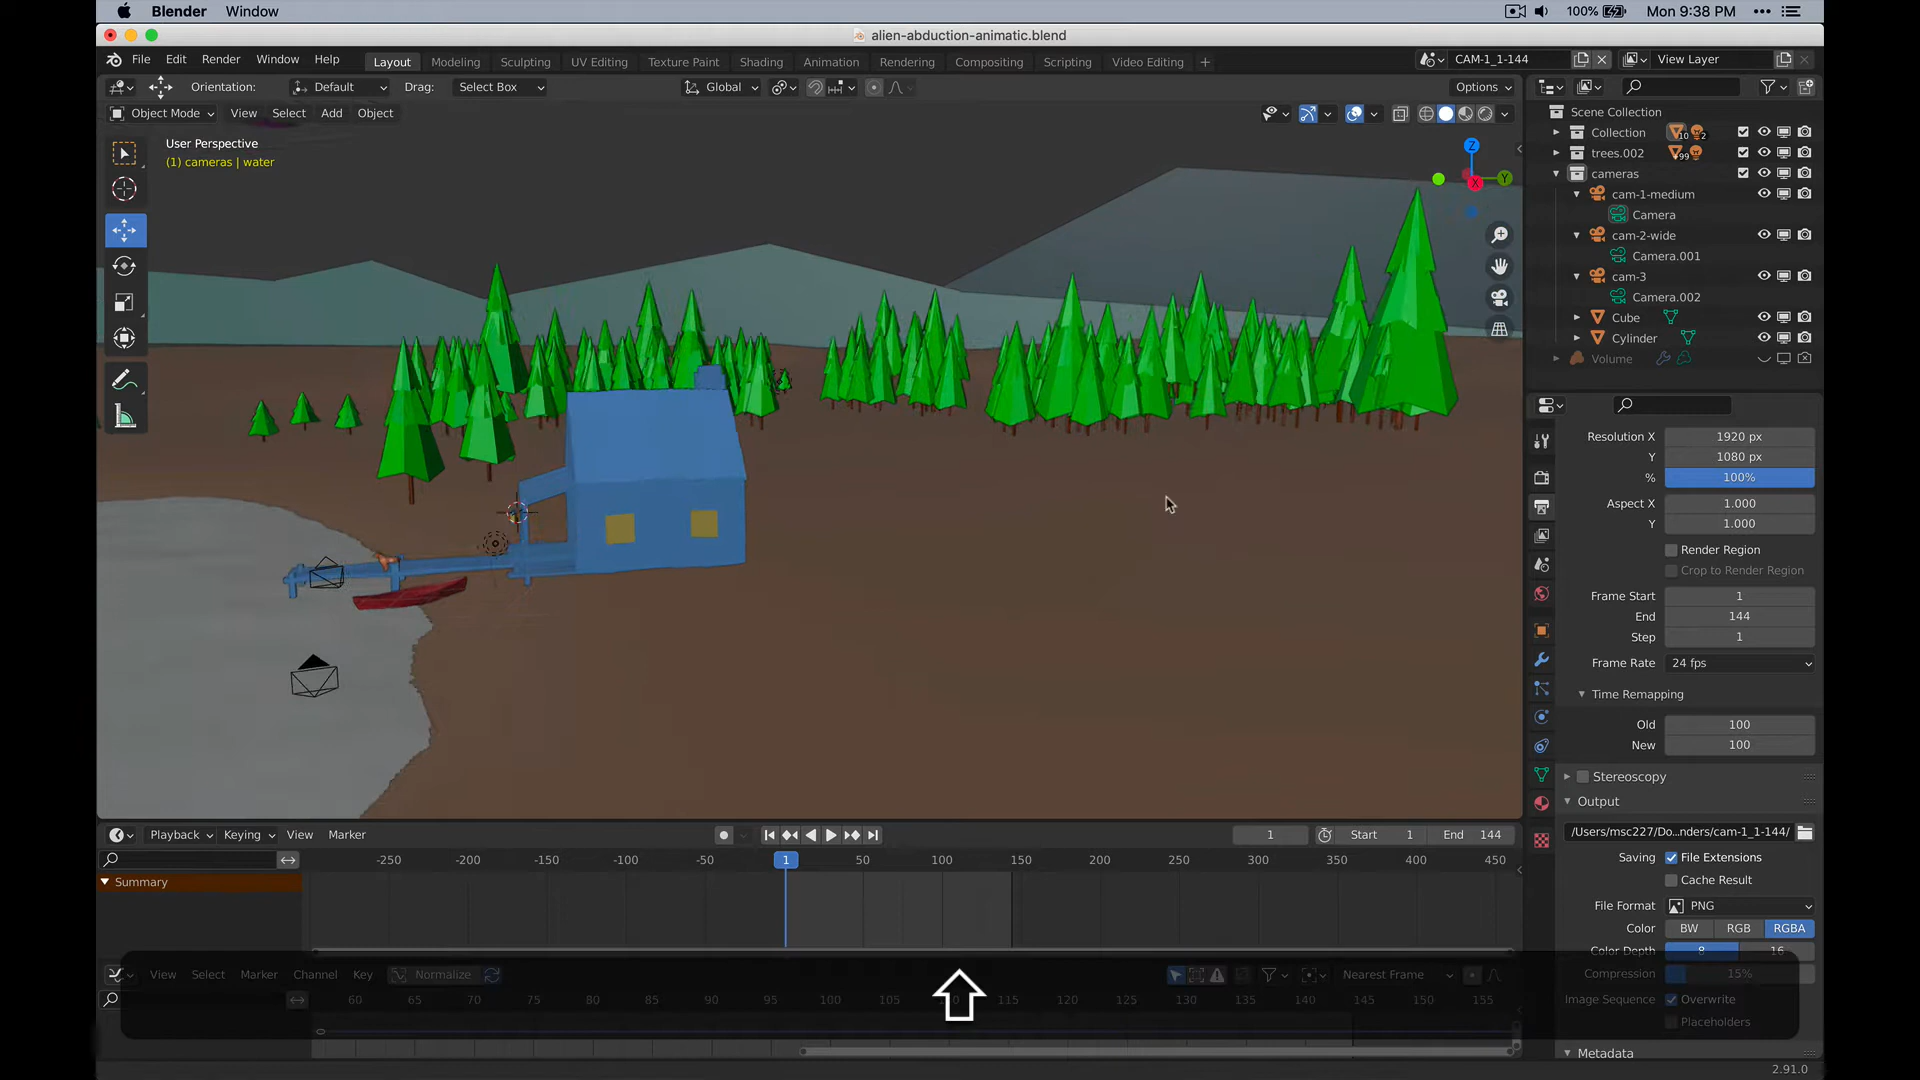 Blender Window 100% Mon 9:38 PM
alien-abduction-animatic.blend
File Edit Render Window Help Layout Modeling Sculpting UV Editing Texture Paint Shading Animation Rendering Compositing Scripting Video Editing + CAM-1_1-144 View Layer
Orientation: Default Drag: Select Box Global Options
Object Mode View Select Add Object
User Perspective
(1) cameras | water
Z
Y
X
Scene Collection
Collection 10 2
trees.002 +99
cameras
cam-1-medium
Camera
cam-2-wide
Camera.001
cam-3
Camera.002
Cube
Cylinder
Volume
Resolution X 1920 px
Y 1080 px
% 100%
Aspect X 1.000
Y 1.000
Render Region
Crop to Render Region
Frame Start 1
End 144
Step 1
Frame Rate 24 fps
Time Remapping
Old 100
New 100
Stereoscopy
Output
/Users/msc227/Do...nders/cam-1_1-144/
Saving File Extensions
Cache Result
File Format PNG
Color BW RGB RGBA
Color Depth 8 16
Compression 15%
Image Sequence Overwrite
Placeholders
Metadata
Playback Keying View Marker 1 Start 1 End 144
-250 -200 -150 -100 -50 1 50 100 150 200 250 300 350 400 450
Summary
View Select Marker Channel Key Normalize Nearest Frame
60 65 70 75 80 85 90 95 100 105 110 115 120 125 130 135 140 145 150 155
2.91.0